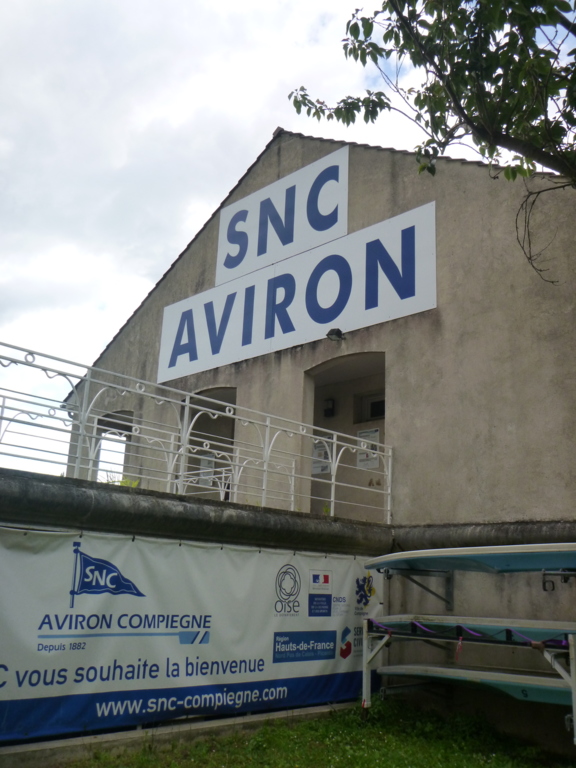 SNC
AVIRON
SNC
AVIRON COMPIEGNE
Depuis 1882
C vous souhaite la bienvenue
www.snc-compiegne.com
OISE
CNDS
Région
Hauts-de-France